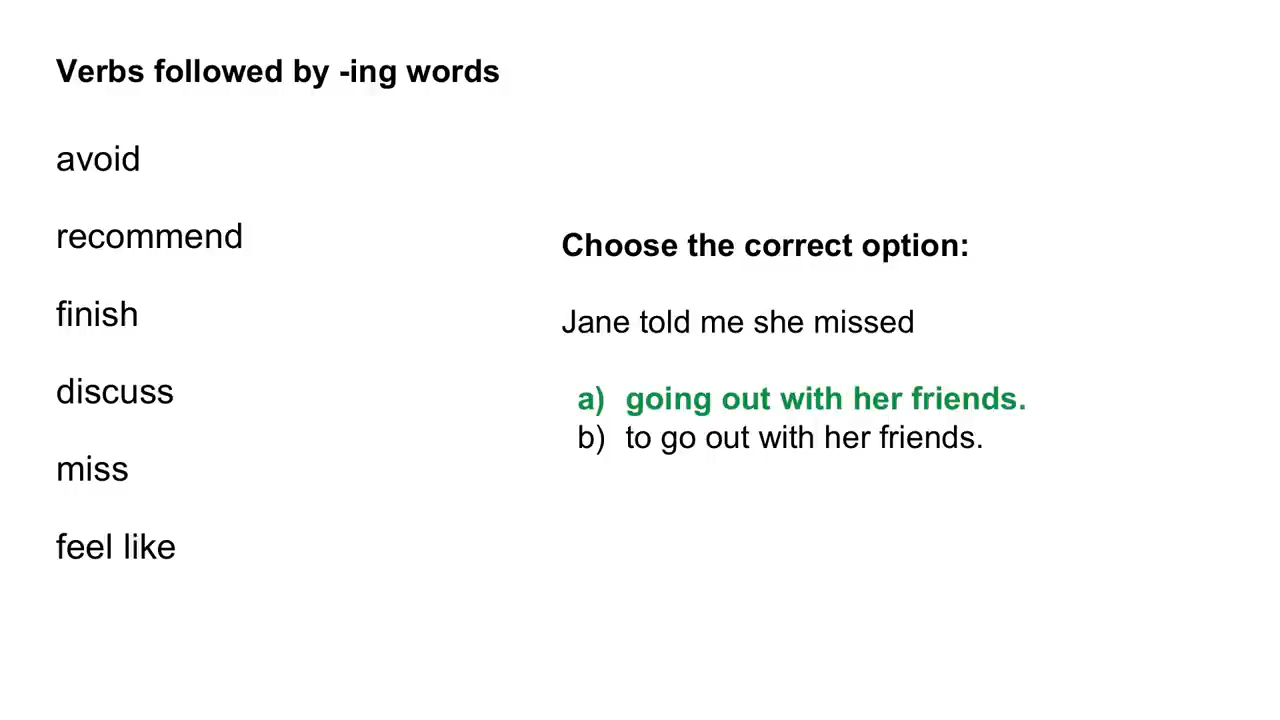 Verbs followed by -ing words
avoid
recommend
finish
discuss
miss
feel like
Choose the correct option:
Jane told me she missed
a) going out with her friends.
b) to go out with her friends.